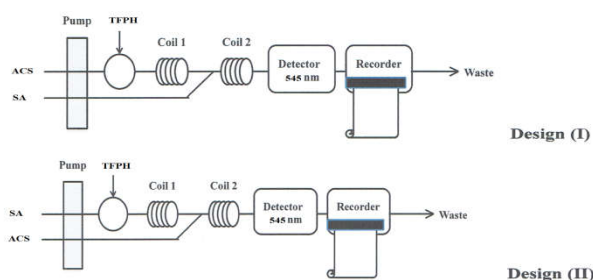 Pump
TFPH
Coil 1
Coil 2
ACS
SA
Detector
545 nm
Recorder
Waste
Design (I)
Pump
TFPH
Coil 1
Coil 2
SA
ACS
Detector
545 nm
Recorder
Waste
Design (II)